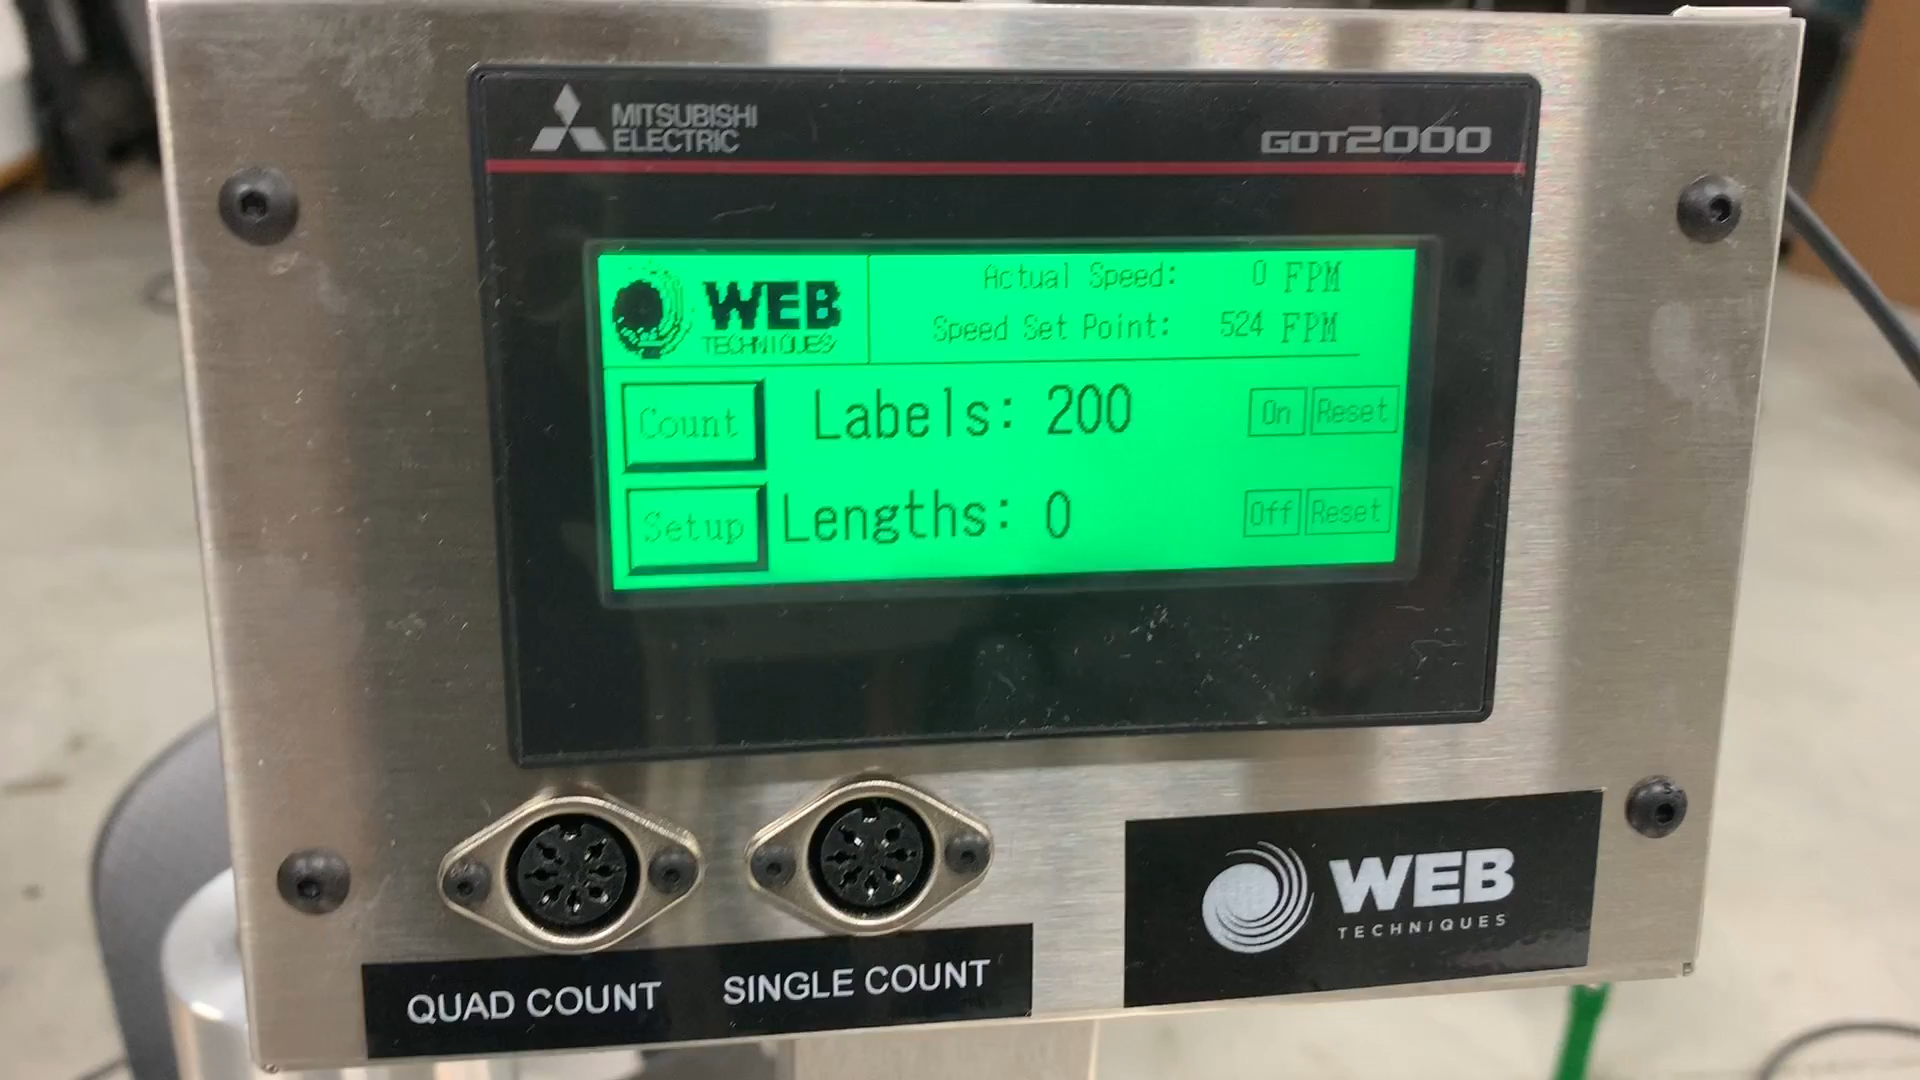 MITSUBISHI
ELECTRIC
GOT2000
WEB
TECHNIQUES
Actual Speed: 0 FPM
Speed Set Point: 524 FPM
Count
Labels: 200
On Reset
Setup
Lengths: 0
Off Reset
QUAD COUNT
SINGLE COUNT
WEB
TECHNIQUES